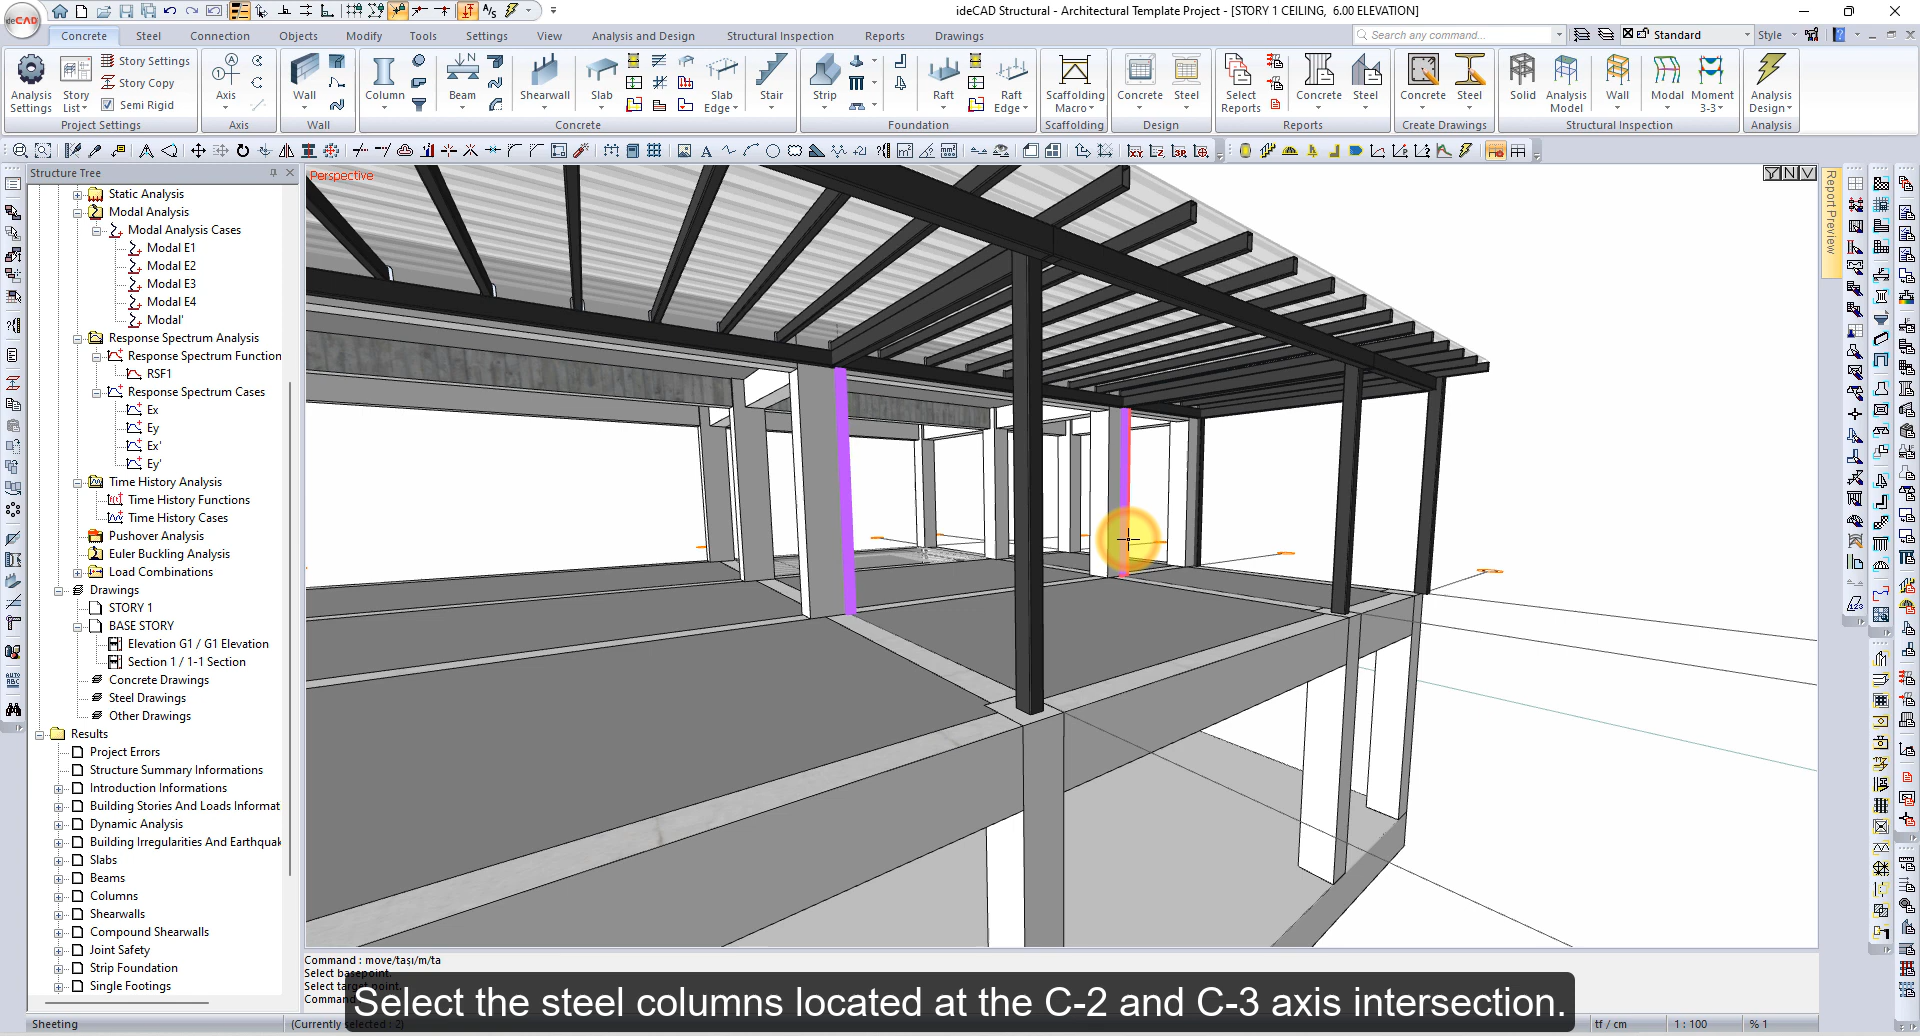 ideCAD Structural - Architectural Template Project - [STORY 1 CEILING, 6.00 ELEVATION]
ideCAD
Concrete Steel Connection Objects Modify Tools Settings View Analysis and Design Structural Inspection Reports Drawings
Search any command...
Standard
Style
Analysis Settings
Story List
Story Settings
Story Copy
Semi Rigid
Project Settings
Axis
Axis
Wall
Wall
Column
Beam
Shearwall
Slab
Slab Edge
Stair
Concrete
Strip
Raft
Raft Edge
Foundation
Scaffolding Macro
Scaffolding
Concrete
Steel
Design
Select Reports
Concrete
Steel
Reports
Concrete
Steel
Create Drawings
Solid
Analysis Model
Wall
Modal
Moment 3-3
Structural Inspection
Analysis Design
Analysis
Structure Tree
Static Analysis
Modal Analysis
Modal Analysis Cases
Modal E1
Modal E2
Modal E3
Modal E4
Modal'
Response Spectrum Analysis
Response Spectrum Function
RSF1
Response Spectrum Cases
Ex
Ey
Ex'
Ey'
Time History Analysis
Time History Functions
Time History Cases
Pushover Analysis
Euler Buckling Analysis
Load Combinations
Drawings
STORY 1
BASE STORY
Elevation G1 / G1 Elevation
Section 1 / 1-1 Section
Concrete Drawings
Steel Drawings
Other Drawings
Results
Project Errors
Structure Summary Informations
Introduction Informations
Building Stories And Loads Informat
Dynamic Analysis
Building Irregularities And Earthquak
Slabs
Beams
Columns
Shearwalls
Compound Shearwalls
Joint Safety
Strip Foundation
Single Footings
Perspective
Report Preview
Command : move/taşı/m/ta
Select basepoint.
Select target point.
Select the steel columns located at the C-2 and C-3 axis intersection.
Sheeting
(Currently selected : 2)
tf / cm
1 : 100
% 1